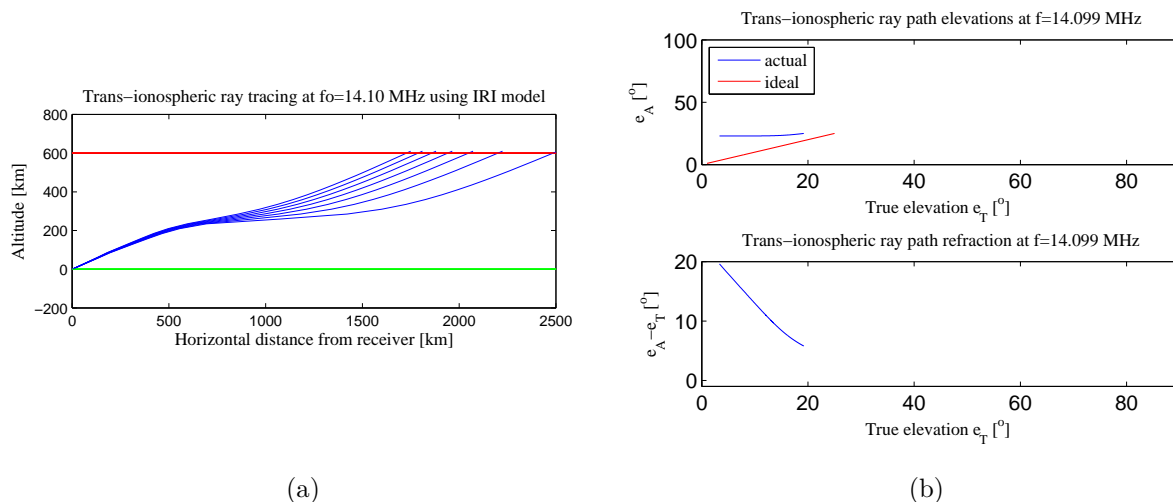 Trans−ionospheric ray tracing at fo=14.10 MHz using IRI model
800
600
400
200
0
−200
Altitude [km]
0 500 1000 1500 2000 2500
Horizontal distance from receiver [km]
(a)
Trans−ionospheric ray path elevations at f=14.099 MHz
100
50
0
e_A [°]
actual
ideal
0 20 40 60 80
True elevation e_T [°]
Trans−ionospheric ray path refraction at f=14.099 MHz
20
10
0
e_A−e_T [°]
0 20 40 60 80
True elevation e_T [°]
(b)